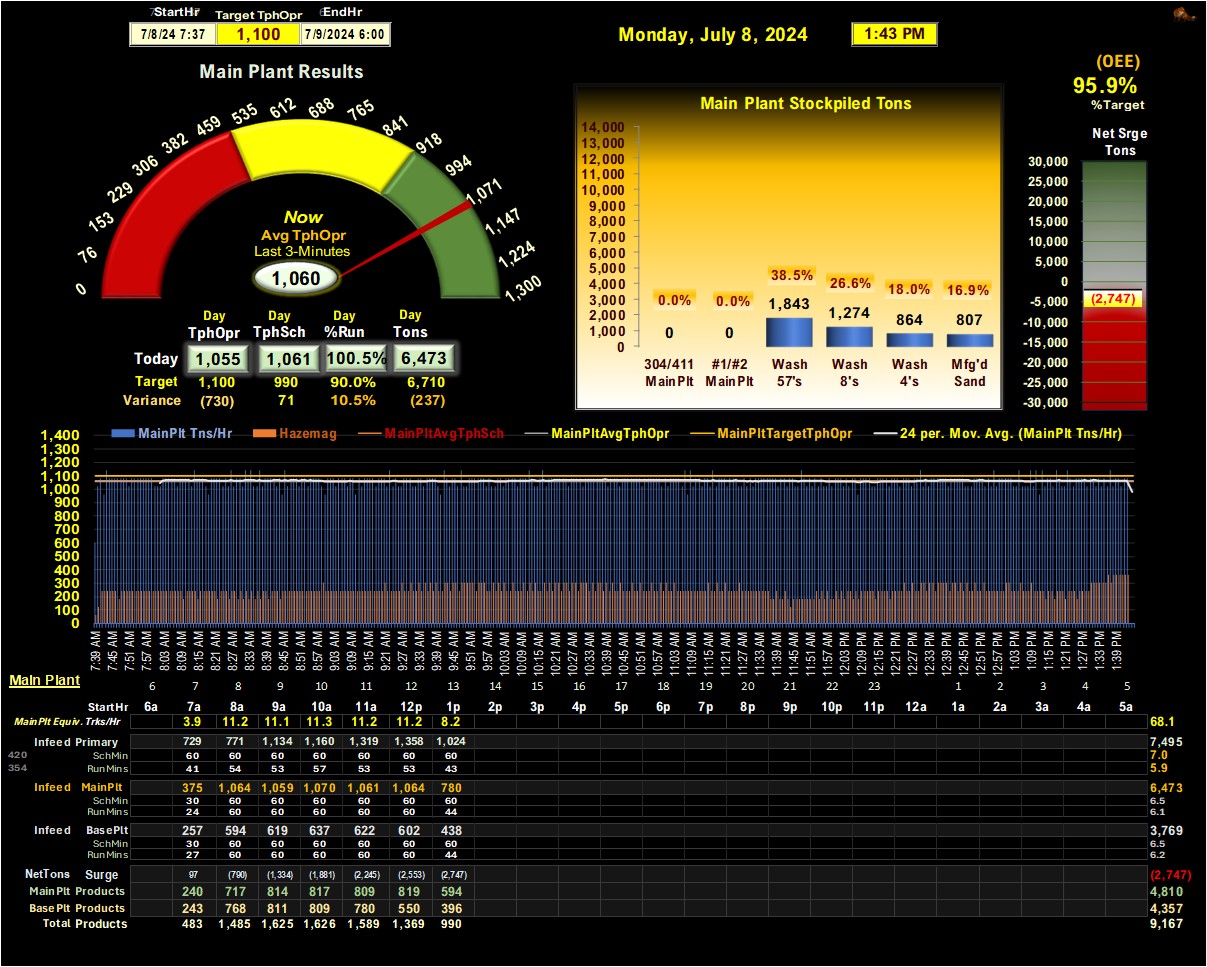 StartHr Target TphOpr EndHr
7/8/24 7:37 1,100 7/9/2024 6:00
Monday, July 8, 2024 1:43 PM
(OEE)
95.9%
%Target
Main Plant Results
0 76 153 229 306 382 459 535 612 688 765 841 918 994 1,071 1,147 1,224 1,300
Now
Avg TphOpr
Last 3-Minutes
1,060
Day Day Day Day
TphOpr TphSch %Run Tons
Today 1,055 1,061 100.5% 6,473
Target 1,100 990 90.0% 6,710
Variance (730) 71 10.5% (237)
Main Plant Stockpiled Tons
14,000
13,000
12,000
11,000
10,000
9,000
8,000
7,000
6,000
5,000
4,000
3,000
2,000
1,000
0
0.0% 0.0% 38.5% 26.6% 18.0% 16.9%
0 0 1,843 1,274 864 807
304/411 #1/#2 Wash Wash Wash Mfg'd
MainPlt MainPlt 57's 8's 4's Sand
Net Srge
Tons
30,000
25,000
20,000
15,000
10,000
5,000
0
-5,000
-10,000
-15,000
-20,000
-25,000
-30,000
(2,747)
MainPlt Tns/Hr Hazemag MainPltAvgTphSch MainPltAvgTphOpr MainPltTargetTphOpr 24 per. Mov. Avg. (MainPlt Tns/Hr)
1,400
1,300
1,200
1,100
1,000
900
800
700
600
500
400
300
200
100
0
7:39 AM 7:45 AM 7:51 AM 7:57 AM 8:03 AM 8:09 AM 8:15 AM 8:21 AM 8:27 AM 8:33 AM 8:39 AM 8:45 AM 8:51 AM 8:57 AM 9:03 AM 9:09 AM 9:15 AM 9:21 AM 9:27 AM 9:33 AM 9:39 AM 9:45 AM 9:51 AM 9:57 AM 10:03 AM 10:09 AM 10:15 AM 10:21 AM 10:27 AM 10:33 AM 10:39 AM 10:45 AM 10:51 AM 10:57 AM 11:03 AM 11:09 AM 11:15 AM 11:21 AM 11:27 AM 11:33 AM 11:39 AM 11:45 AM 11:51 AM 11:57 AM 12:03 PM 12:09 PM 12:15 PM 12:21 PM 12:27 PM 12:33 PM 12:39 PM 12:45 PM 12:51 PM 12:57 PM 1:03 PM 1:09 PM 1:15 PM 1:21 PM 1:27 PM 1:33 PM 1:39 PM
Main Plant 6 7 8 9 10 11 12 13 14 15 16 17 18 19 20 21 22 23 1 2 3 4 5
StartHr 6a 7a 8a 9a 10a 11a 12a 1p 2p 3p 4p 5p 6p 7p 8p 9p 10p 11p 12a 1a 2a 3a 4a 5a
MainPlt Equiv. Trks/Hr 3.9 11.2 11.1 11.3 11.2 11.2 8.2 68.1
Infeed Primary 729 771 1,134 1,160 1,319 1,358 1,024 7,495
420 SchMin 60 60 60 60 60 60 60 7.0
354 RunMins 41 54 53 57 53 53 43 5.9
Infeed MainPlt 375 1,064 1,059 1,070 1,061 1,064 780 6,473
SchMin 30 60 60 60 60 60 60 6.5
RunMins 24 60 60 60 60 60 44 6.1
Infeed BasePlt 257 594 619 637 622 602 438 3,769
SchMin 30 60 60 60 60 60 60 6.5
RunMins 27 60 60 60 60 60 44 6.2
NetTons Surge 97 (790) (1,334) (1,881) (2,245) (2,553) (2,747) (2,747)
MainPlt Products 240 717 814 817 809 819 594 4,810
BasePlt Products 243 768 811 809 780 550 396 4,357
Total Products 483 1,485 1,625 1,626 1,589 1,369 990 9,167